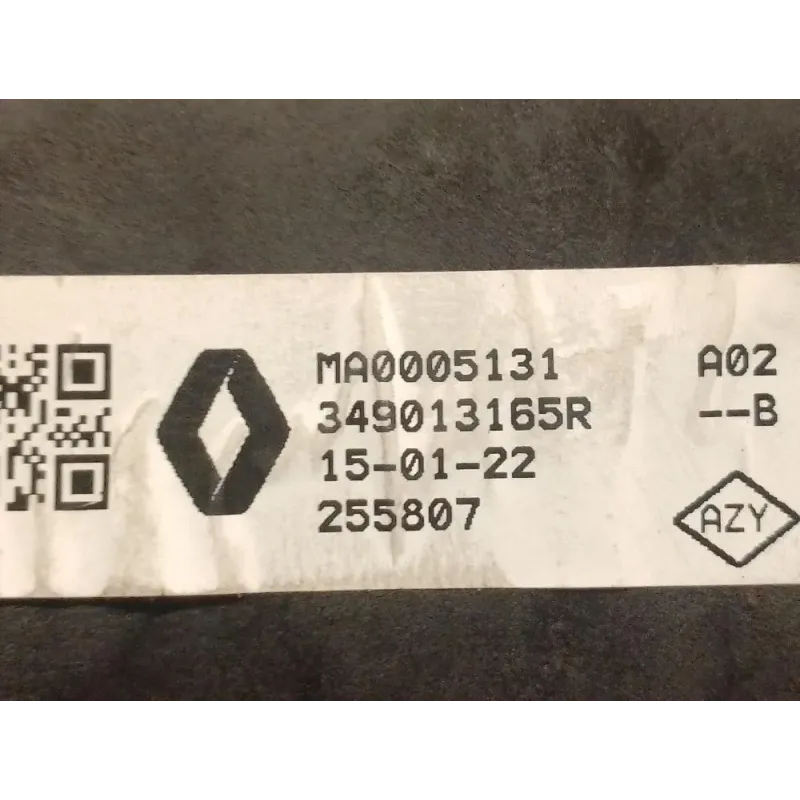 MA0005131 A02
349013165R --B
15-01-22
255807
AZY